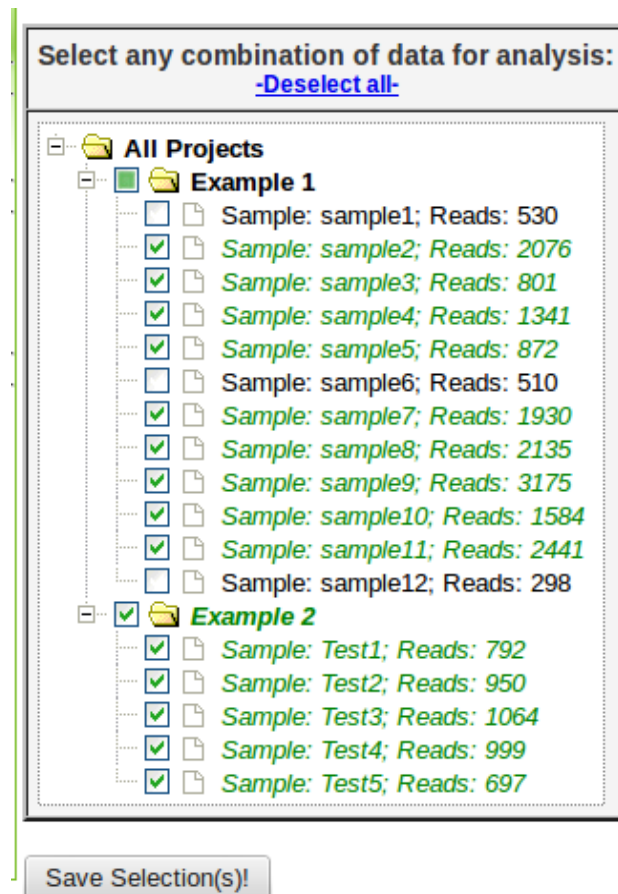 Select any combination of data for analysis:
-Deselect all-
All Projects
Example 1
Sample: sample1; Reads: 530
Sample: sample2; Reads: 2076
Sample: sample3; Reads: 801
Sample: sample4; Reads: 1341
Sample: sample5; Reads: 872
Sample: sample6; Reads: 510
Sample: sample7; Reads: 1930
Sample: sample8; Reads: 2135
Sample: sample9; Reads: 3175
Sample: sample10; Reads: 1584
Sample: sample11; Reads: 2441
Sample: sample12; Reads: 298
Example 2
Sample: Test1; Reads: 792
Sample: Test2; Reads: 950
Sample: Test3; Reads: 1064
Sample: Test4; Reads: 999
Sample: Test5; Reads: 697
Save Selection(s)!